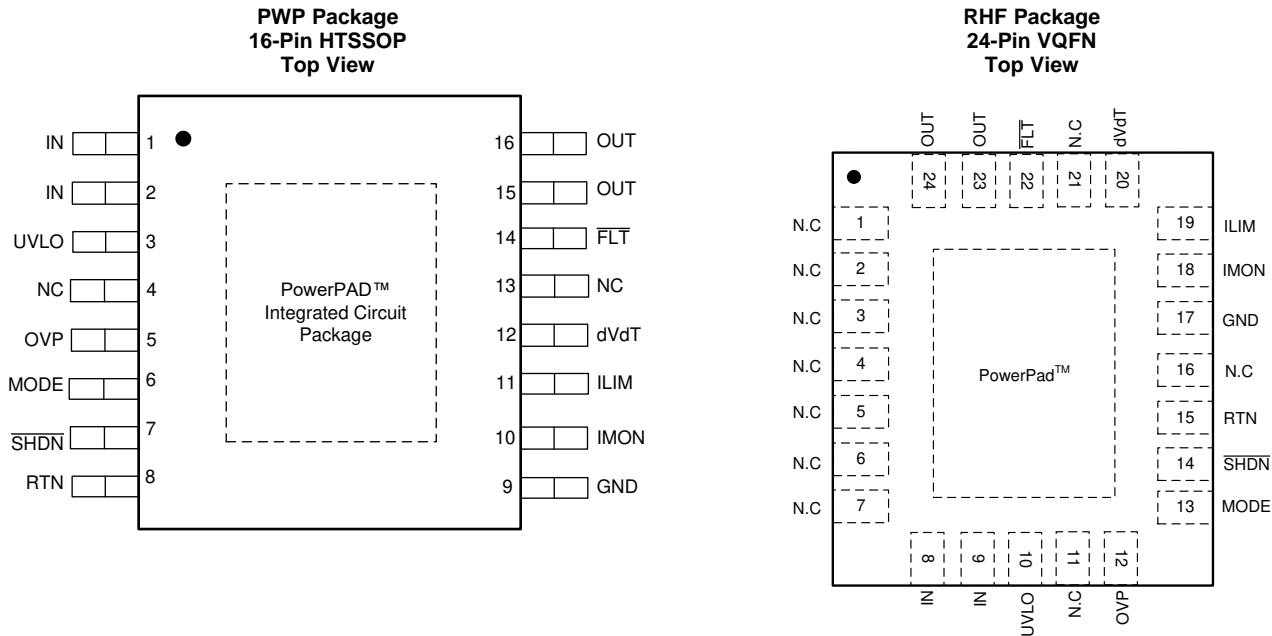 PWP Package
16-Pin HTSSOP
Top View
IN 1
IN 2
UVLO 3
NC 4
OVP 5
MODE 6
SHDN 7
RTN 8
PowerPAD™
Integrated Circuit
Package
16 OUT
15 OUT
14 FLT
13 NC
12 dVdT
11 ILIM
10 IMON
9 GND
RHF Package
24-Pin VQFN
Top View
OUT
OUT
FLT
N.C
dVdT
24
23
22
21
20
N.C 1
N.C 2
N.C 3
N.C 4
N.C 5
N.C 6
N.C 7
PowerPad™
19 ILIM
18 IMON
17 GND
16 N.C
15 RTN
14 SHDN
13 MODE
8
9
10
11
12
IN
IN
UVLO
N.C
OVP